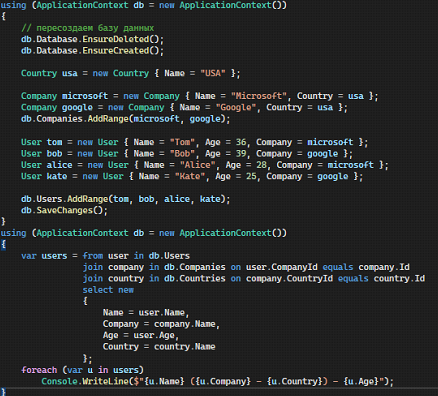 using (ApplicationContext db = new ApplicationContext())
{
    // пересоздаем базу данных
    db.Database.EnsureDeleted();
    db.Database.EnsureCreated();

    Country usa = new Country { Name = "USA" };

    Company microsoft = new Company { Name = "Microsoft", Country = usa };
    Company google = new Company { Name = "Google", Country = usa };
    db.Companies.AddRange(microsoft, google);

    User tom = new User { Name = "Tom", Age = 36, Company = microsoft };
    User bob = new User { Name = "Bob", Age = 39, Company = google };
    User alice = new User { Name = "Alice", Age = 28, Company = microsoft };
    User kate = new User { Name = "Kate", Age = 25, Company = google };

    db.Users.AddRange(tom, bob, alice, kate);
    db.SaveChanges();
}
using (ApplicationContext db = new ApplicationContext())
{
    var users = from user in db.Users
                join company in db.Companies on user.CompanyId equals company.Id
                join country in db.Countries on company.CountryId equals country.Id
                select new
                {
                    Name = user.Name,
                    Company = company.Name,
                    Age = user.Age,
                    Country = country.Name
                };
    foreach (var u in users)
        Console.WriteLine($"{u.Name} ({u.Company} - {u.Country}) - {u.Age}");
}